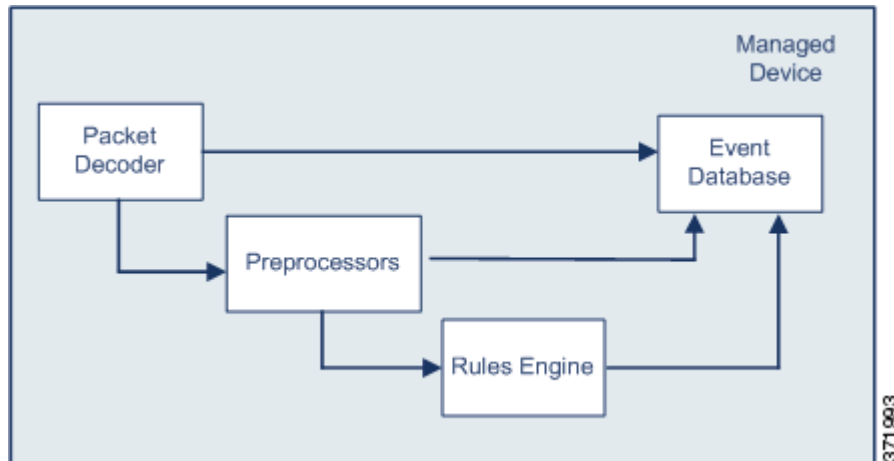 Managed
Device
Packet
Decoder
Event
Database
Preprocessors
Rules Engine
371993